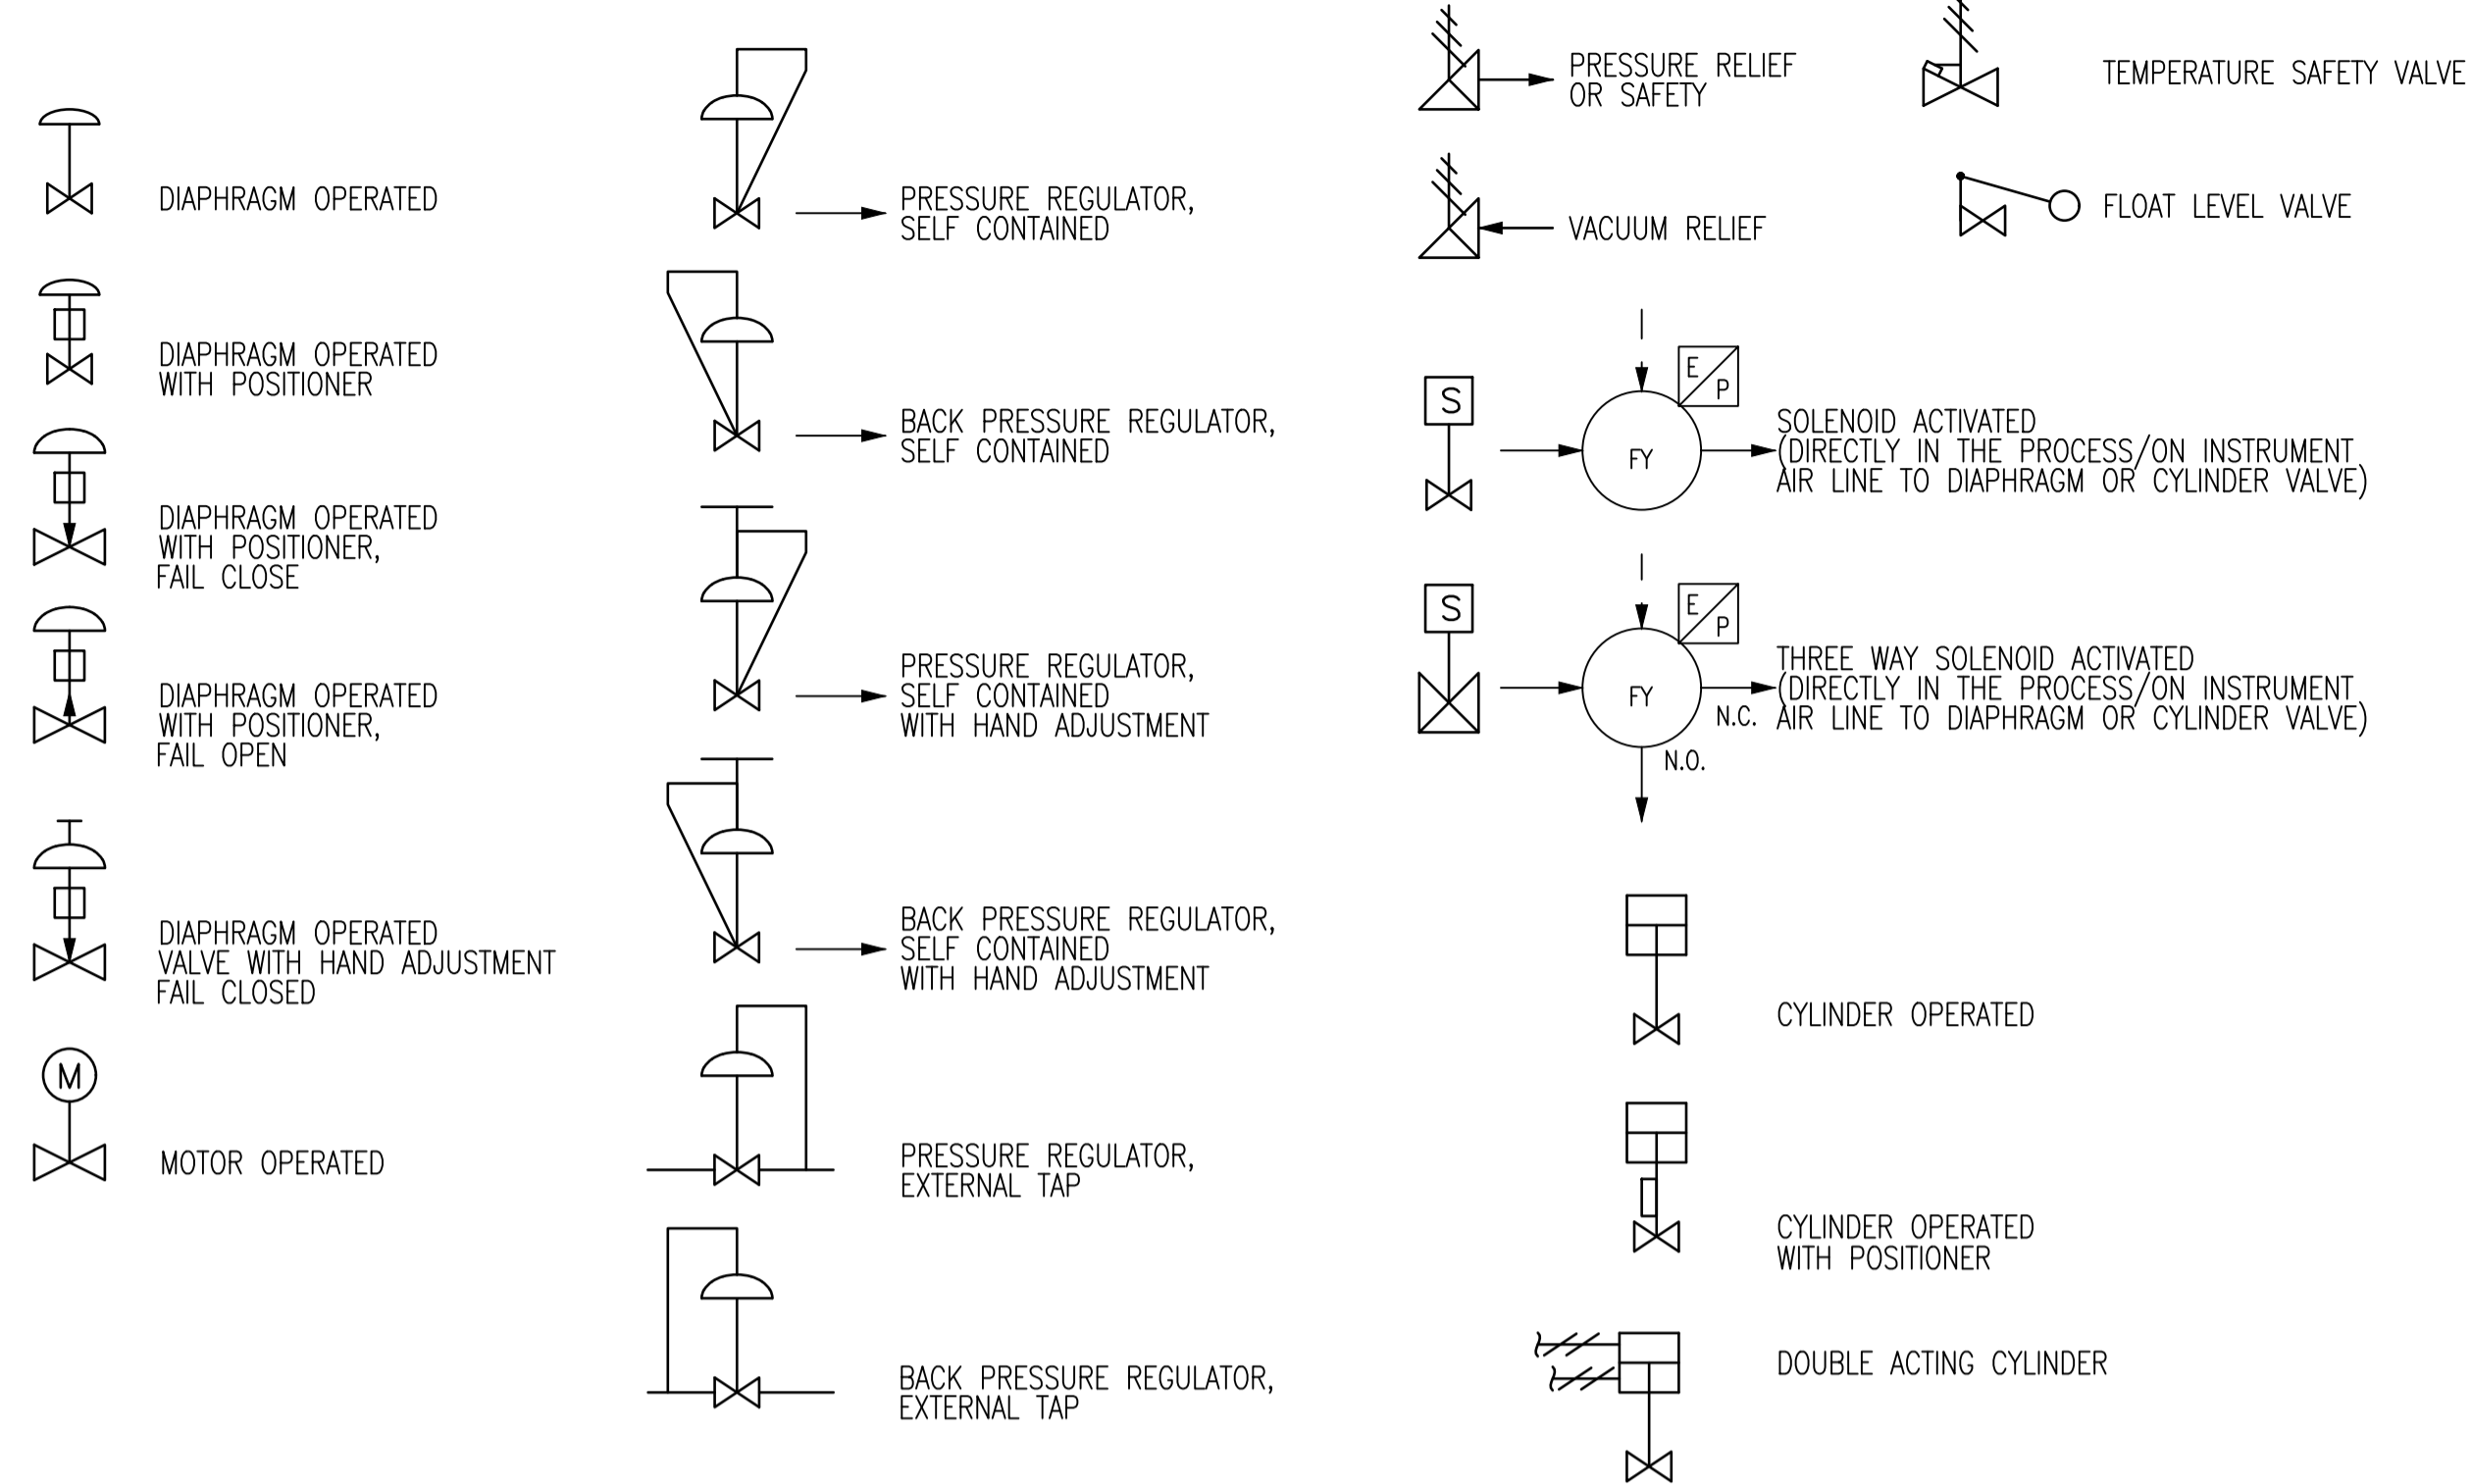 DIAPHRAGM OPERATED
DIAPHRAGM OPERATED
WITH POSITIONER
DIAPHRAGM OPERATED
WITH POSITIONER,
FAIL CLOSE
DIAPHRAGM OPERATED
WITH POSITIONER,
FAIL OPEN
DIAPHRAGM OPERATED
VALVE WITH HAND ADJUSTMENT
FAIL CLOSED
M
MOTOR OPERATED
PRESSURE REGULATOR,
SELF CONTAINED
BACK PRESSURE REGULATOR,
SELF CONTAINED
PRESSURE REGULATOR,
SELF CONTAINED
WITH HAND ADJUSTMENT
BACK PRESSURE REGULATOR,
SELF CONTAINED
WITH HAND ADJUSTMENT
PRESSURE REGULATOR,
EXTERNAL TAP
BACK PRESSURE REGULATOR,
EXTERNAL TAP
PRESSURE RELIEF
OR SAFETY
VACUUM RELIEF
S
E
P
FY
SOLENOID ACTIVATED
(DIRECTLY IN THE PROCESS/ON INSTRUMENT
AIR LINE TO DIAPHRAGM OR CYLINDER VALVE)
S
E
P
FY
N.C.
N.O.
THREE WAY SOLENOID ACTIVATED
(DIRECTLY IN THE PROCESS/ON INSTRUMENT
AIR LINE TO DIAPHRAGM OR CYLINDER VALVE)
CYLINDER OPERATED
CYLINDER OPERATED
WITH POSITIONER
DOUBLE ACTING CYLINDER
TEMPERATURE SAFETY VALVE
FLOAT LEVEL VALVE